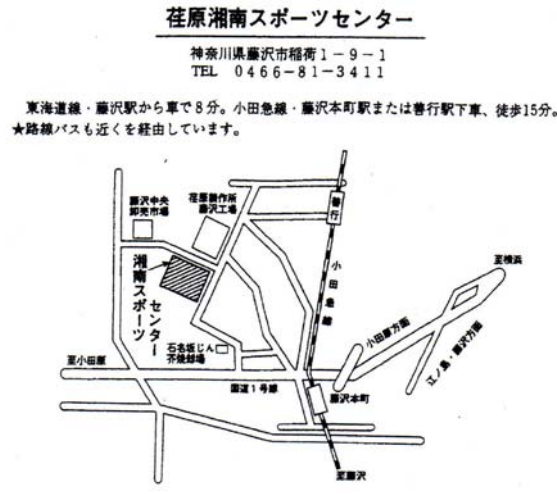 荏原湘南スポーツセンター
神奈川県藤沢市稲荷1-9-1
TEL 0466-81-3411
東海道線・藤沢駅から車で8分。小田急線・藤沢本町駅または善行駅下車、徒歩15分。
★路線バスも近くを経由しています。
藤沢中央
卸売市場
荏原製作所
藤沢工場
善行
小田急線
至横浜
湘南スポーツ
センター
小田原方面
江ノ島・藤沢方面
石名坂じん
芥焼却場
至小田原
国道1号線
藤沢本町
至藤沢